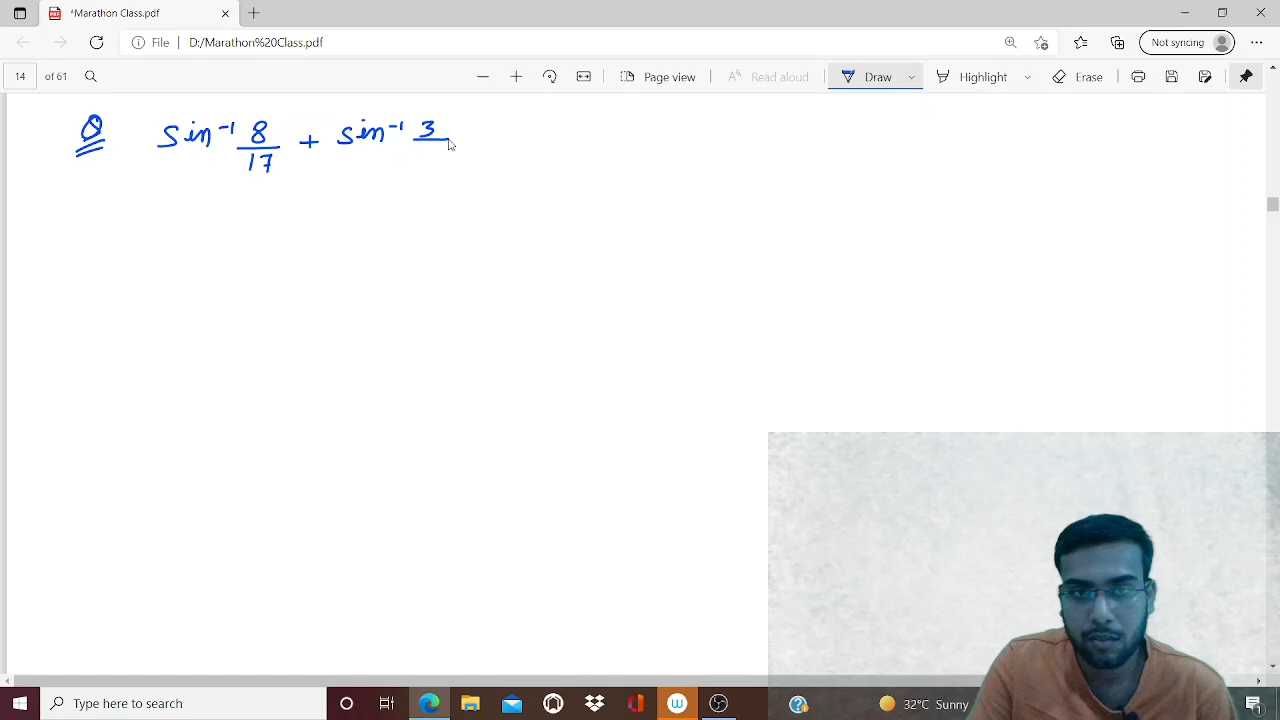 *Marathon Class.pdf
File D:/Marathon%20Class.pdf Not syncing
14 of 61 Page view Read aloud Draw Highlight Erase
Q sin⁻¹ 8/17 + sin⁻¹ 3/
Type here to search 32°C Sunny